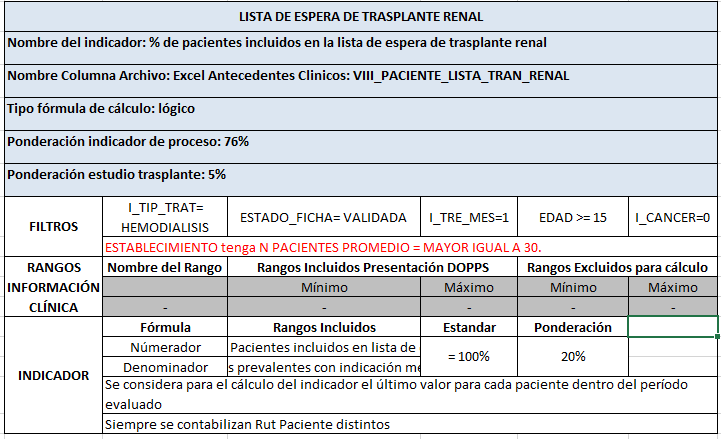 LISTA DE ESPERA DE TRASPLANTE RENAL
Nombre del indicador: % de pacientes incluidos en la lista de espera de trasplante renal
Nombre Columna Archivo: Excel Antecedentes Clinicos: VIII_PACIENTE_LISTA_TRAN_RENAL
Tipo fórmula de cálculo: lógico
Ponderación indicador de proceso: 76%
Ponderación estudio trasplante: 5%
FILTROS
I_TIP_TRAT=
HEMODIALISIS
ESTADO_FICHA= VALIDADA
I_TRE_MES=1
EDAD >= 15
I_CANCER=0
ESTABLECIMIENTO tenga N PACIENTES PROMEDIO = MAYOR IGUAL A 30.
RANGOS
INFORMACIÓN
CLÍNICA
Nombre del Rango
Rangos Incluidos Presentación DOPPS
Rangos Excluidos para cálculo
Mínimo
Máximo
Mínimo
Máximo
- - - - -
INDICADOR
Fórmula
Rangos Incluidos
Estandar
Ponderación
Númerador
Pacientes incluidos en lista de
= 100%
20%
Denominador
s prevalentes con indicación me
Se considera para el cálculo del indicador el último valor para cada paciente dentro del período
evaluado
Siempre se contabilizan Rut Paciente distintos